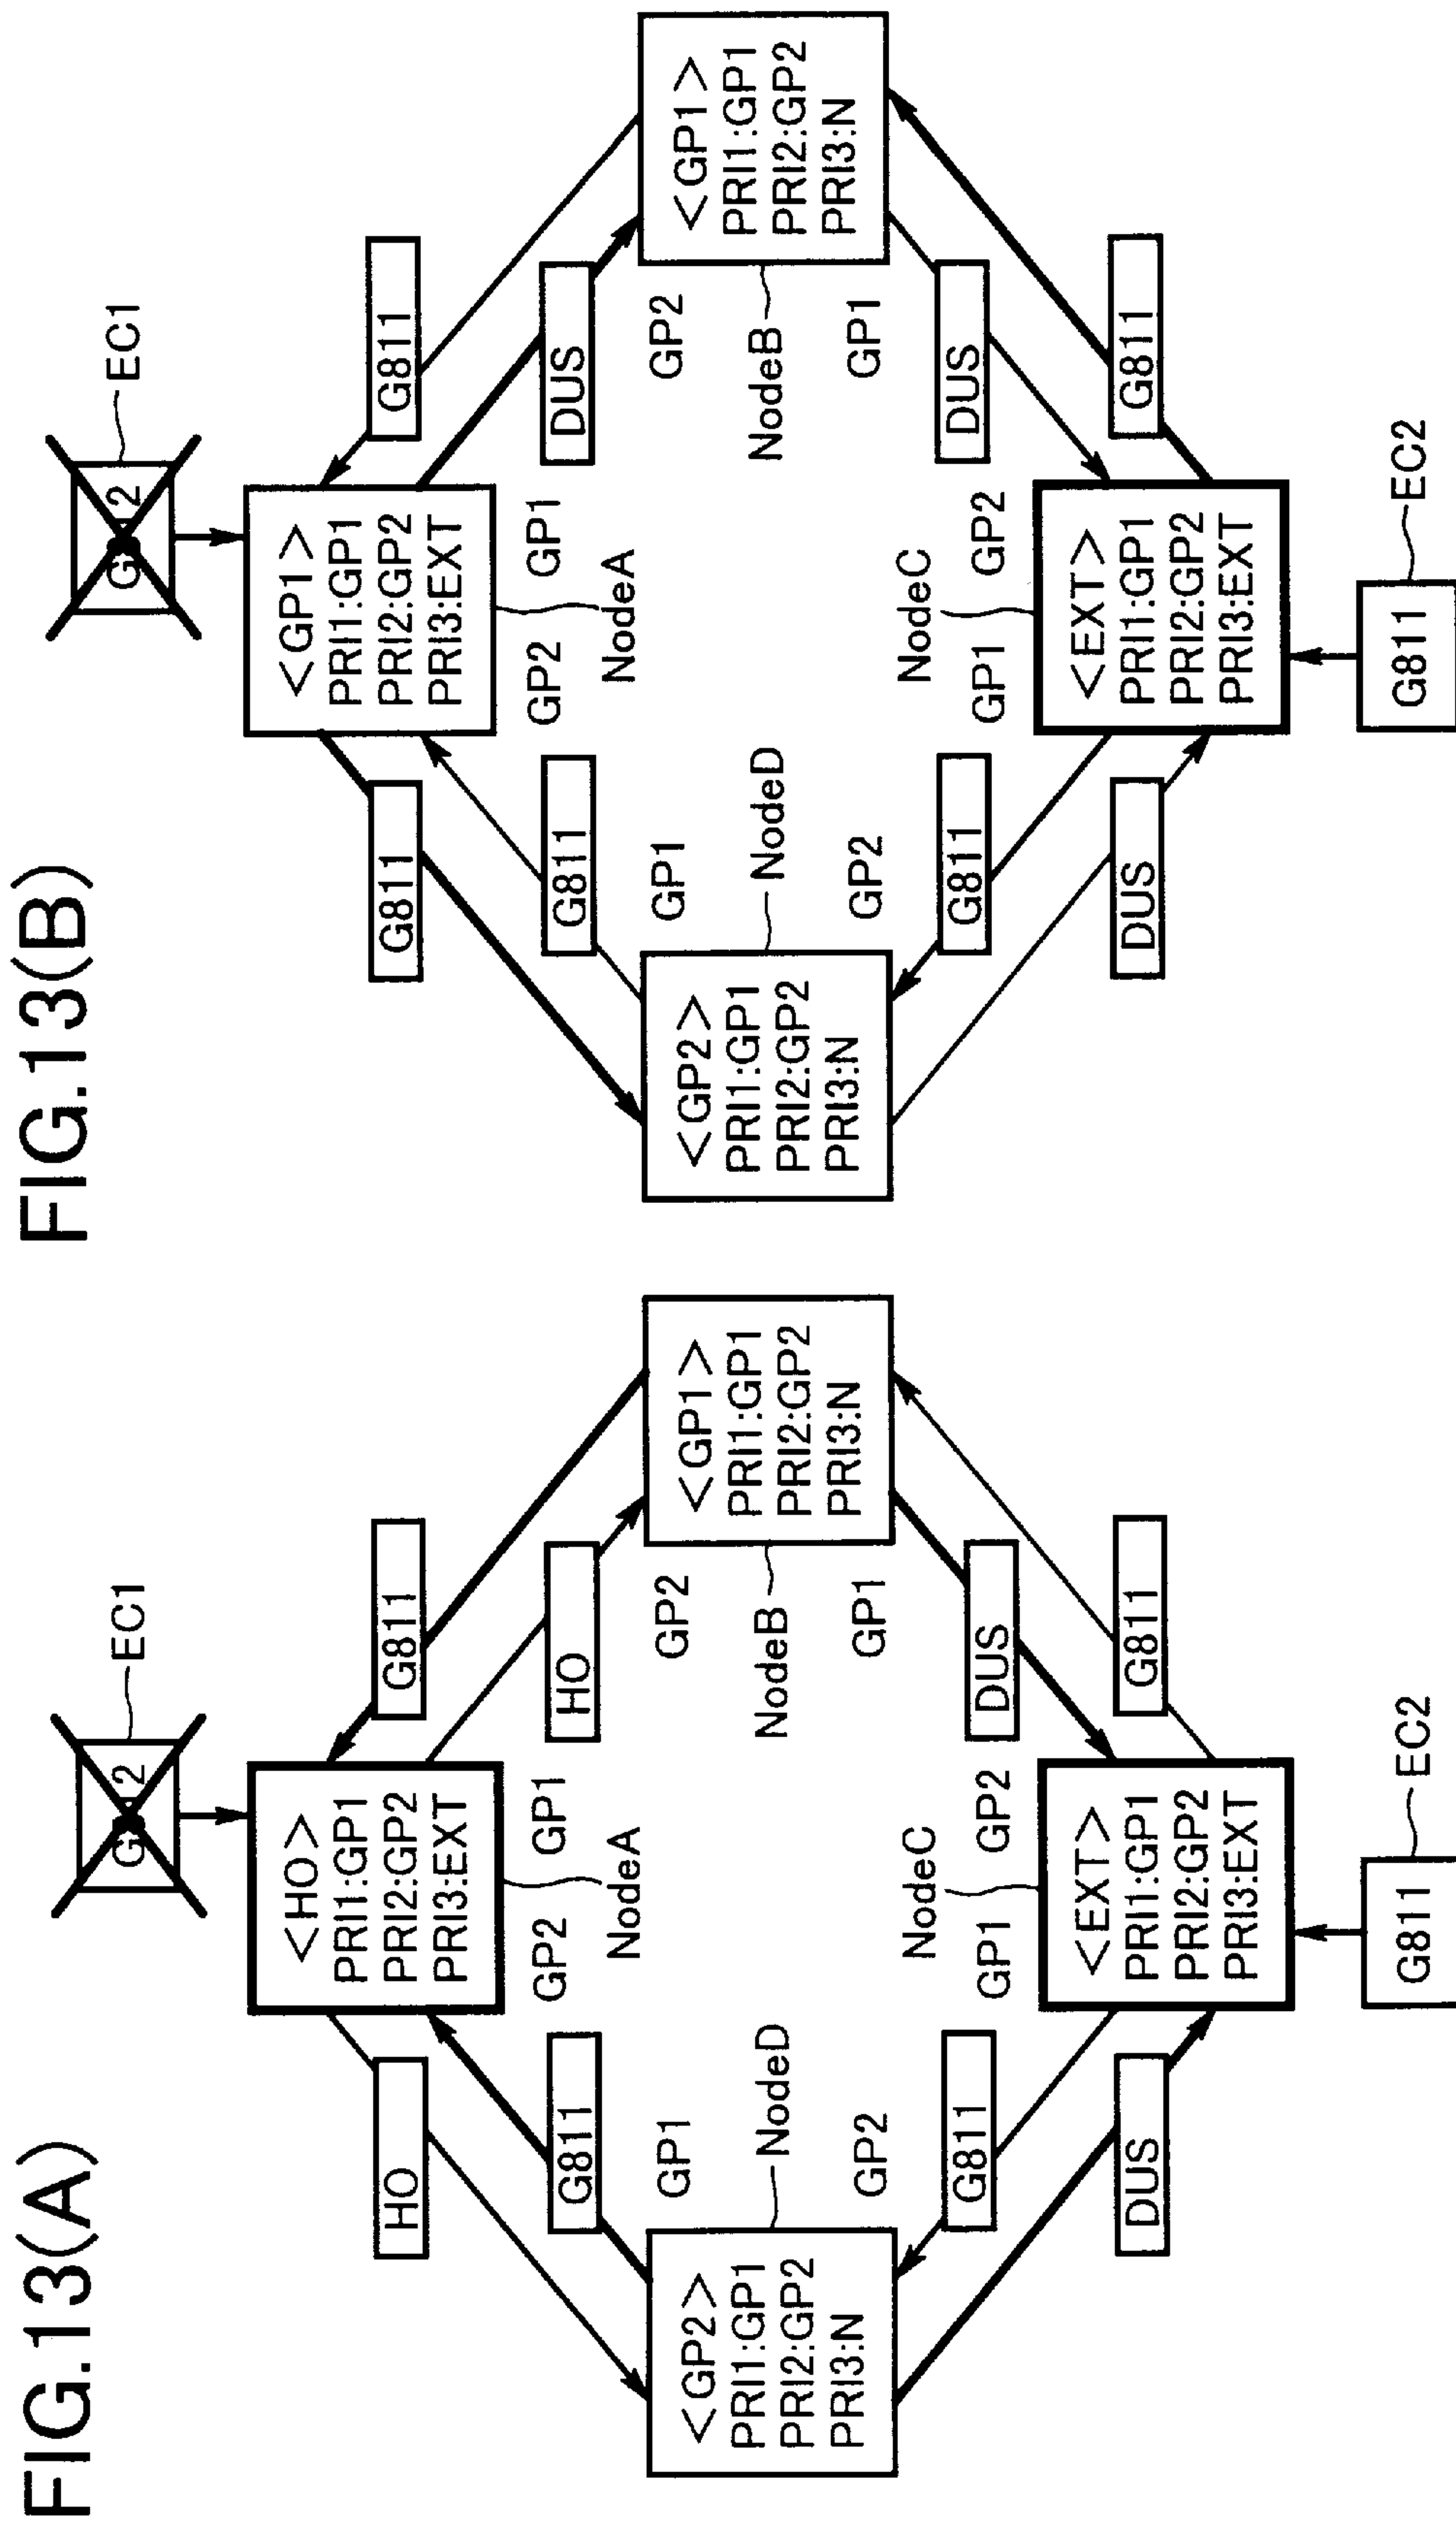 FIG.13(A)
EC1
HO
G811
<HO>
PRI1:GP1
PRI2:GP2
PRI3:EXT
G811
HO
GP2
GP1
NodeA
GP1
GP2
NodeD
NodeB
<GP2>
PRI1:GP1
PRI2:GP2
PRI3:N
<GP1>
PRI1:GP1
PRI2:GP2
PRI3:N
GP2
GP1
NodeC
G811
GP1
GP2
DUS
<EXT>
PRI1:GP1
PRI2:GP2
PRI3:EXT
DUS
G811
G811
EC2
FIG.13(B)
EC1
G811
G811
<GP1>
PRI1:GP1
PRI2:GP2
PRI3:EXT
G811
DUS
GP2
GP1
NodeA
GP1
GP2
NodeD
NodeB
<GP2>
PRI1:GP1
PRI2:GP2
PRI3:N
<GP1>
PRI1:GP1
PRI2:GP2
PRI3:N
GP2
GP1
NodeC
G811
GP1
GP2
DUS
<EXT>
PRI1:GP1
PRI2:GP2
PRI3:EXT
DUS
G811
G811
EC2